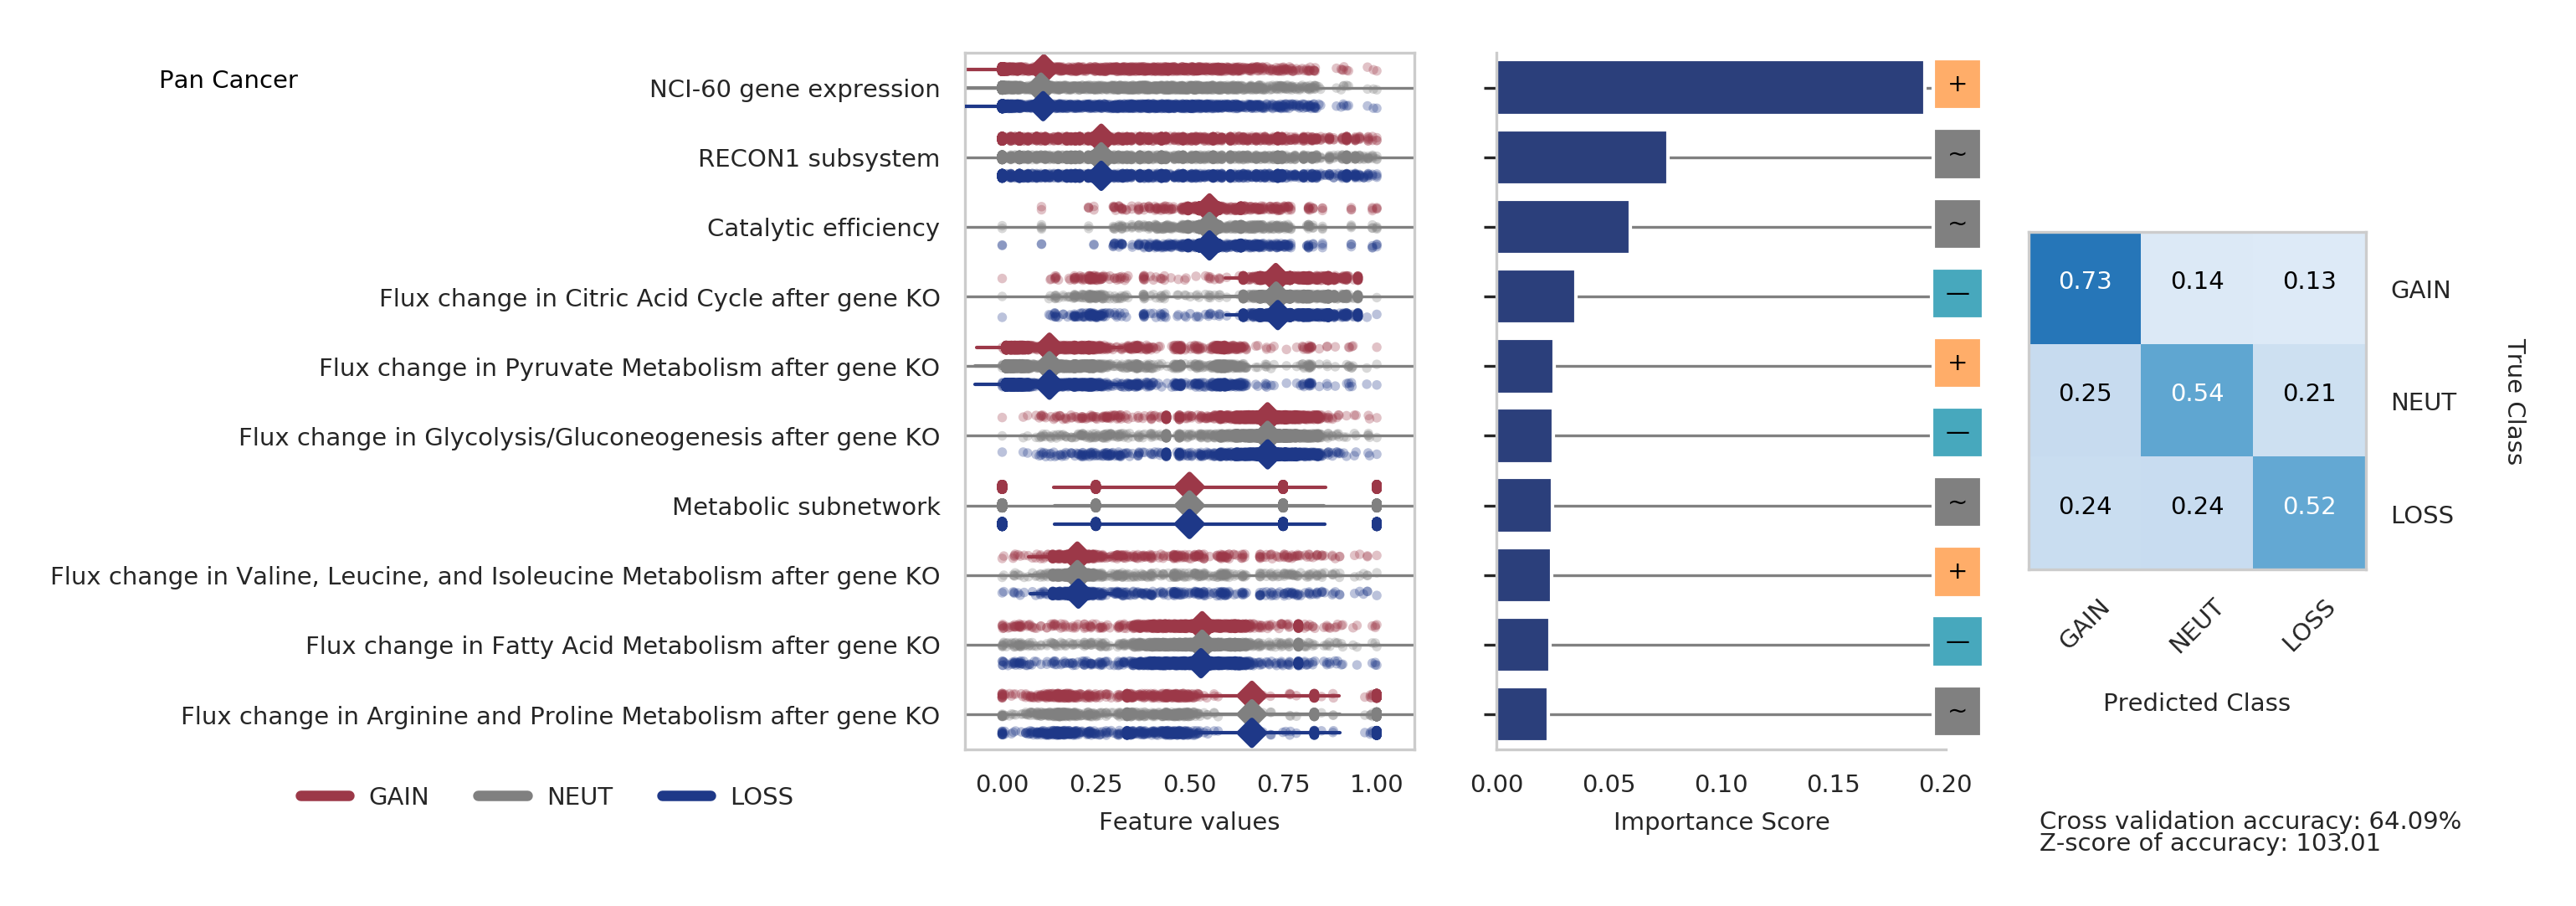 Pan Cancer
NCI-60 gene expression
RECON1 subsystem
Catalytic efficiency
Flux change in Citric Acid Cycle after gene KO
Flux change in Pyruvate Metabolism after gene KO
Flux change in Glycolysis/Gluconeogenesis after gene KO
Metabolic subnetwork
Flux change in Valine, Leucine, and Isoleucine Metabolism after gene KO
Flux change in Fatty Acid Metabolism after gene KO
Flux change in Arginine and Proline Metabolism after gene KO
GAIN NEUT LOSS
0.00 0.25 0.50 0.75 1.00
Feature values
+
~
~
—
+
—
~
+
—
~
0.00 0.05 0.10 0.15 0.20
Importance Score
0.73 0.14 0.13 GAIN
0.25 0.54 0.21 NEUT
0.24 0.24 0.52 LOSS
True Class
GAIN NEUT LOSS
Predicted Class
Cross validation accuracy: 64.09%
Z-score of accuracy: 103.01